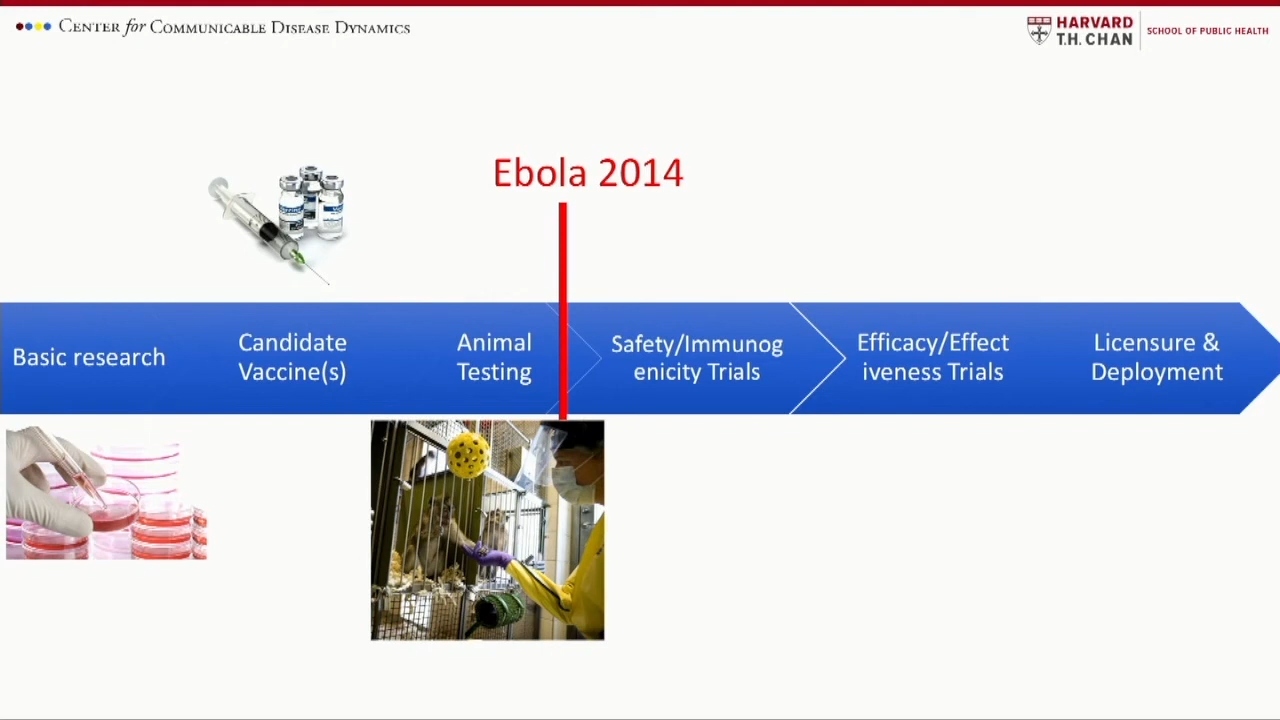 CENTER for COMMUNICABLE DISEASE DYNAMICS
HARVARD
T.H. CHAN
SCHOOL OF PUBLIC HEALTH
Ebola 2014
Basic research
Candidate
Vaccine(s)
Animal
Testing
Safety/Immunog
enicity Trials
Efficacy/Effect
iveness Trials
Licensure &
Deployment